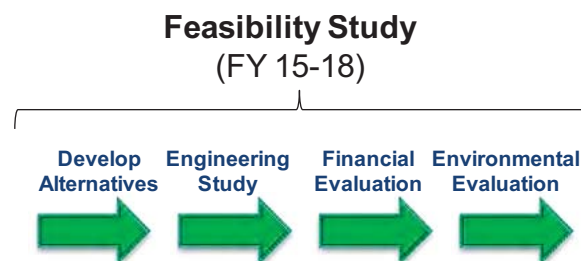 Feasibility Study
(FY 15-18)
Develop
Alternatives
Engineering
Study
Financial
Evaluation
Environmental
Evaluation